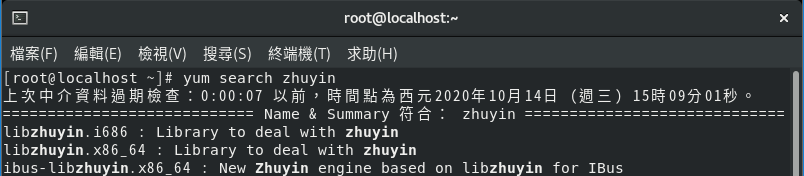 root@localhost:~
檔案(F) 編輯(E) 檢視(V) 搜尋(S) 終端機(T) 求助(H)
[root@localhost ~]# yum search zhuyin
上次中介資料過期檢查：0:00:07 以前，時間點為西元2020年10月14日 (週三) 15時09分01秒。
============================ Name & Summary 符合： zhuyin =============================
libzhuyin.i686 : Library to deal with zhuyin
libzhuyin.x86_64 : Library to deal with zhuyin
ibus-libzhuyin.x86_64 : New Zhuyin engine based on libzhuyin for IBus